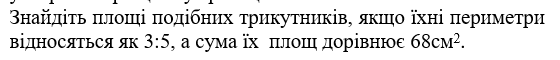 Знайдіть площі подібних трикутників, якщо їхні периметри
відносяться як 3:5, а сума їх площ дорівнює 68см².